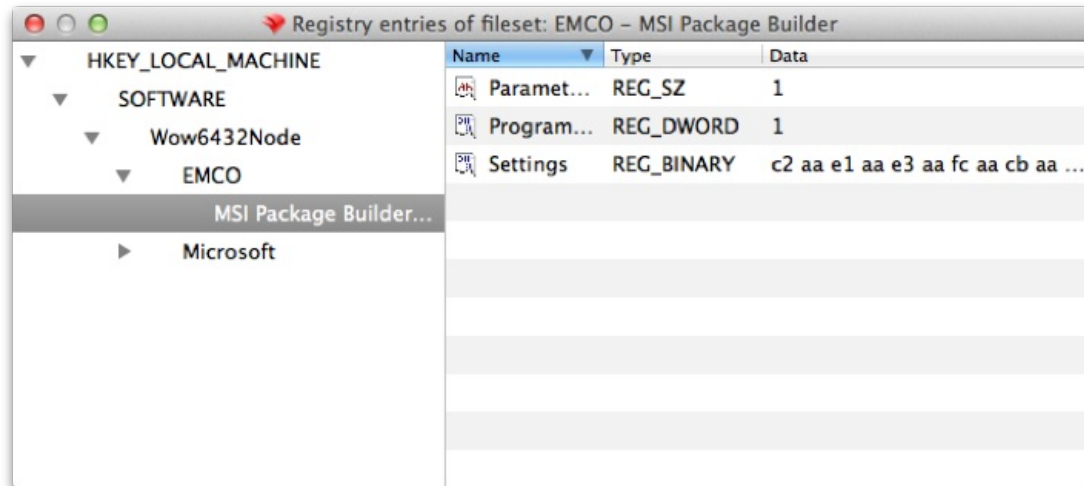 Registry entries of fileset: EMCO – MSI Package Builder
HKEY_LOCAL_MACHINE
SOFTWARE
Wow6432Node
EMCO
MSI Package Builder...
Microsoft
Name Type Data
Paramet... REG_SZ 1
Program... REG_DWORD 1
Settings REG_BINARY c2 aa e1 aa e3 aa fc aa cb aa ...